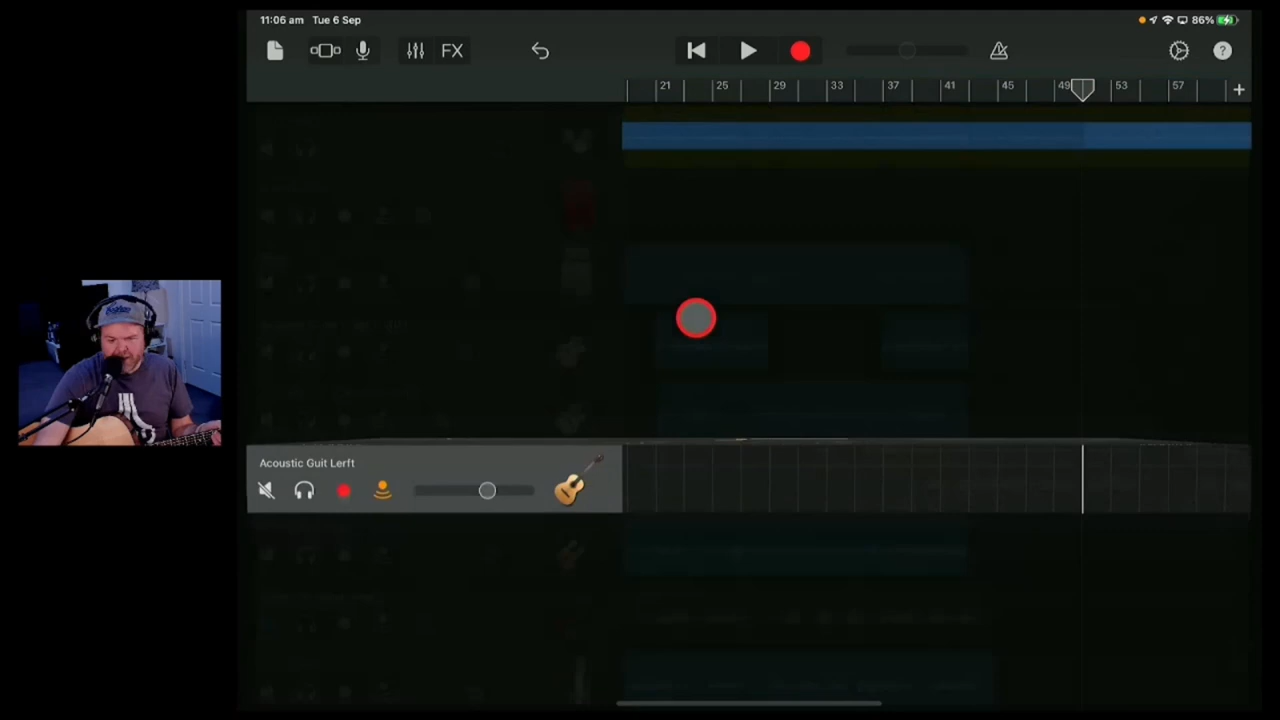 11:06 am Tue 6 Sep
86%
FX
?
21 25 29 33 37 41 45 49 53 57 +
Acoustic Guit Lerft